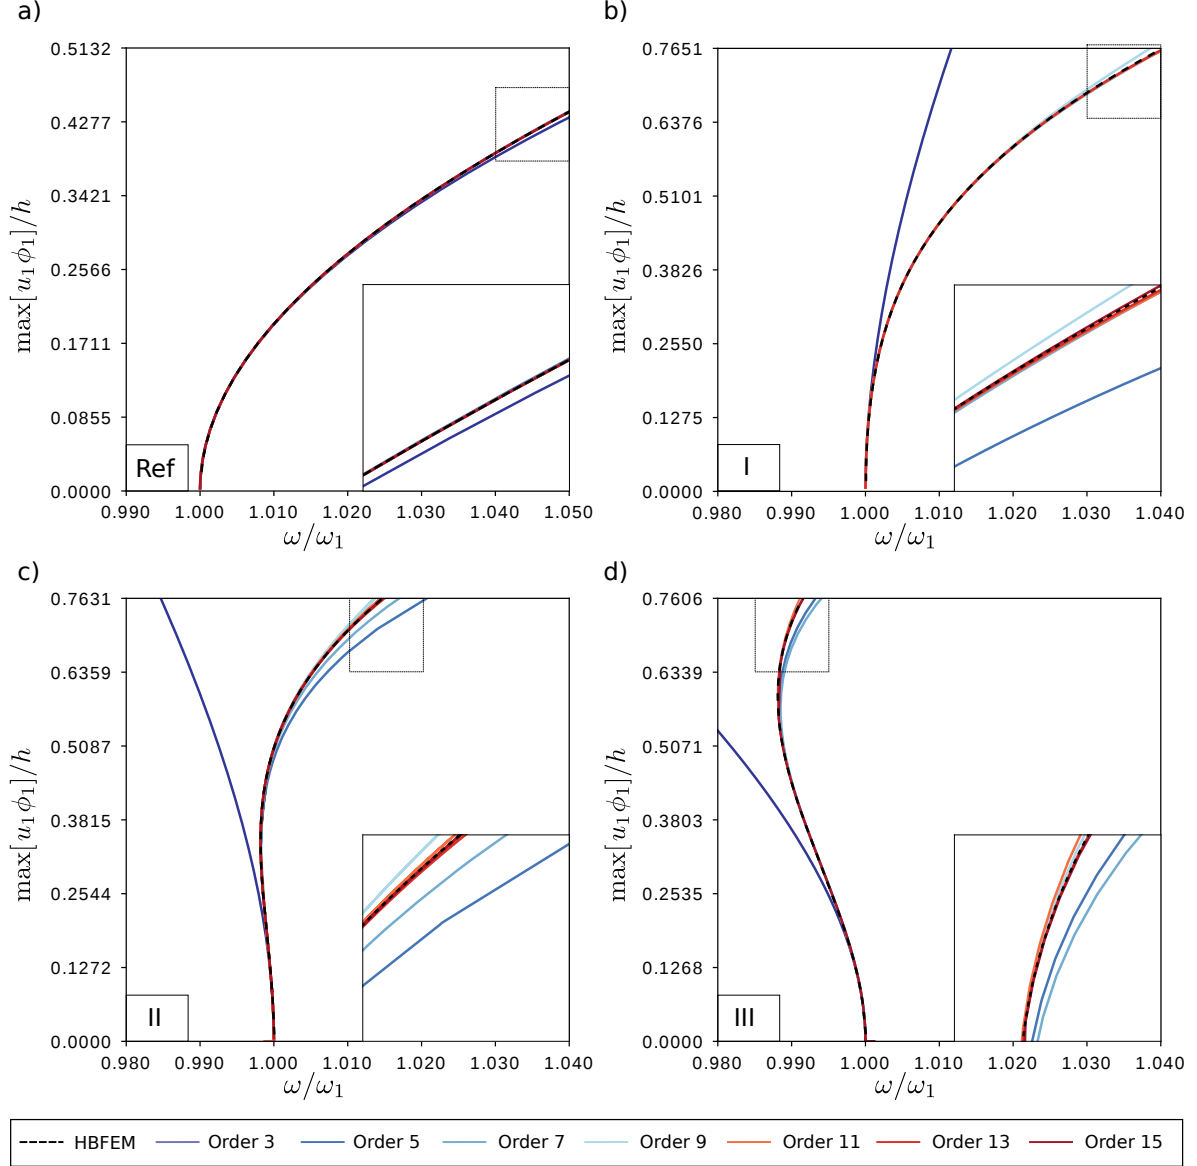 a)
0.5132
0.4277
0.3421
0.2566
0.1711
0.0855
0.0000
max[u₁ϕ₁]/h
Ref
0.990 1.000 1.010 1.020 1.030 1.040 1.050
ω/ω₁
b)
0.7651
0.6376
0.5101
0.3826
0.2550
0.1275
0.0000
max[u₁ϕ₁]/h
I
0.980 0.990 1.000 1.010 1.020 1.030 1.040
ω/ω₁
c)
0.7631
0.6359
0.5087
0.3815
0.2544
0.1272
0.0000
max[u₁ϕ₁]/h
II
0.980 0.990 1.000 1.010 1.020 1.030 1.040
ω/ω₁
d)
0.7606
0.6339
0.5071
0.3803
0.2535
0.1268
0.0000
max[u₁ϕ₁]/h
III
0.980 0.990 1.000 1.010 1.020 1.030 1.040
ω/ω₁
HBFEM Order 3 Order 5 Order 7 Order 9 Order 11 Order 13 Order 15